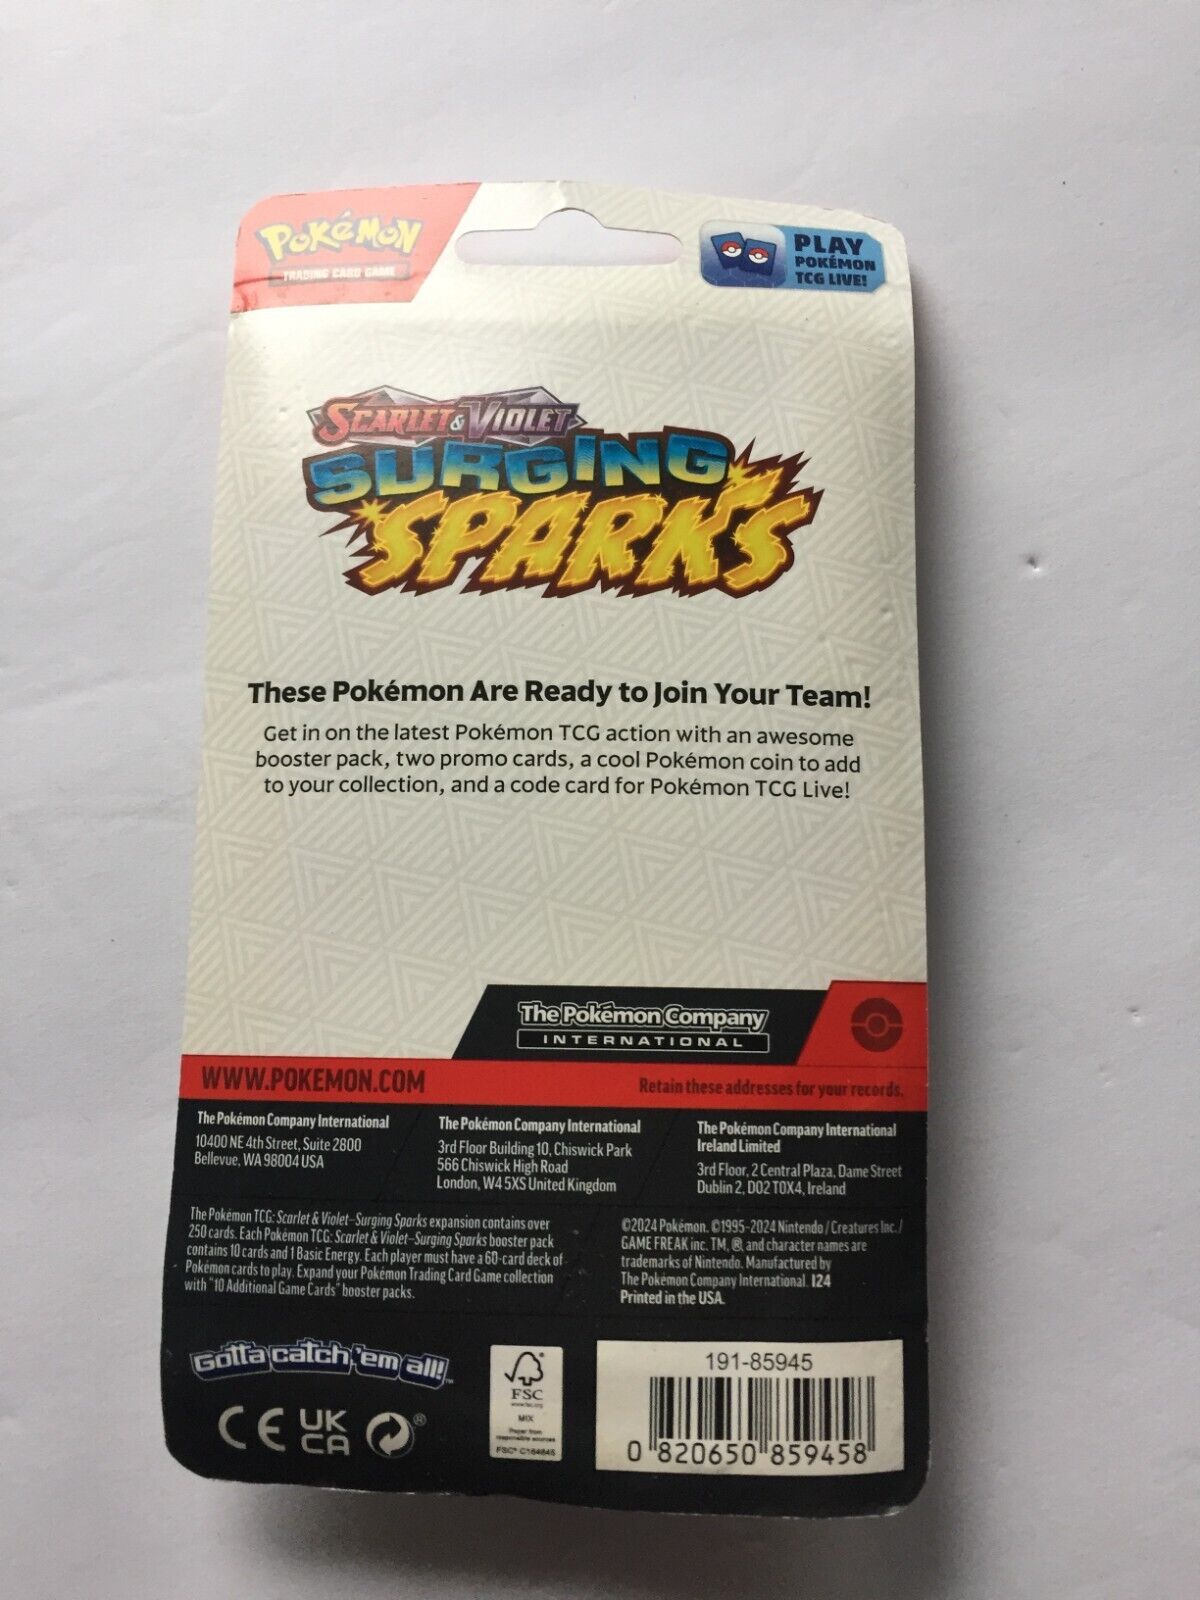 POKéMON
TRADING CARD GAME
PLAY
POKÉMON
TCG LIVE!
SCARLET & VIOLET
SURGING
SPARKS
These Pokémon Are Ready to Join Your Team!
Get in on the latest Pokémon TCG action with an awesome
booster pack, two promo cards, a cool Pokémon coin to add
to your collection, and a code card for Pokémon TCG Live!
The Pokémon Company
INTERNATIONAL
WWW.POKEMON.COM
Retain these addresses for your records.
The Pokémon Company International
10400 NE 4th Street, Suite 2800
Bellevue, WA 98004 USA
The Pokémon Company International
3rd Floor Building 10, Chiswick Park
566 Chiswick High Road
London, W4 5XS United Kingdom
The Pokémon Company International
Ireland Limited
3rd Floor, 2 Central Plaza, Dame Street
Dublin 2, D02 T0X4, Ireland
The Pokémon TCG: Scarlet & Violet—Surging Sparks expansion contains over
250 cards. Each Pokémon TCG: Scarlet & Violet—Surging Sparks booster pack
contains 10 cards and 1 Basic Energy. Each player must have a 60-card deck of
Pokémon cards to play. Expand your Pokémon Trading Card Game collection
with "10 Additional Game Cards" booster packs.
©2024 Pokémon. ©1995-2024 Nintendo / Creatures Inc. /
GAME FREAK inc. TM, ®, and character names are
trademarks of Nintendo. Manufactured by
The Pokémon Company International. I24
Printed in the USA.
Gotta catch 'em all!™
CE
UK
CA
®
FSC
www.fsc.org
MIX
Paper from
responsible sources
FSC® C164845
191-85945
0 820650 859458